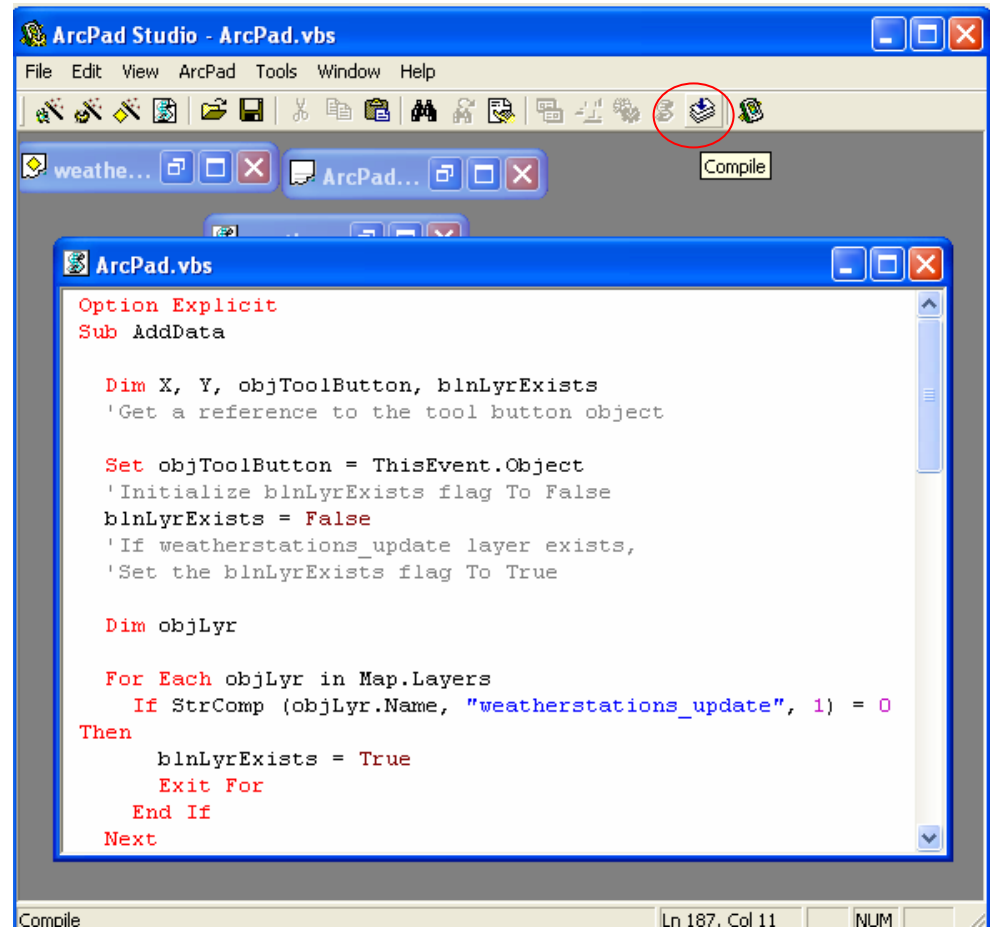 ArcPad Studio - ArcPad.vbs
File Edit View ArcPad Tools Window Help
Compile
weathe...
ArcPad...
ArcPad.vbs
Option Explicit
Sub AddData
Dim X, Y, objToolButton, blnLyrExists
'Get a reference to the tool button object
Set objToolButton = ThisEvent.Object
'Initialize blnLyrExists flag To False
blnLyrExists = False
'If weatherstations_update layer exists,
'Set the blnLyrExists flag To True
Dim objLyr
For Each objLyr in Map.Layers
If StrComp (objLyr.Name, "weatherstations_update", 1) = 0
Then
blnLyrExists = True
Exit For
End If
Next
Compile
Ln 187, Col 11
NUM